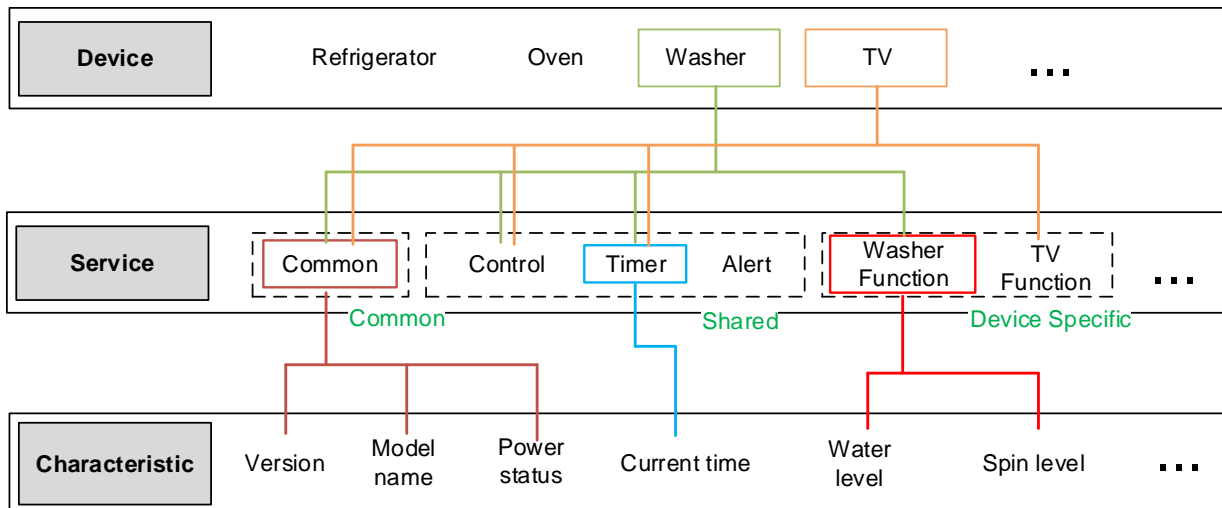 Device
Refrigerator
Oven
Washer
TV
...
Service
Common
Control
Timer
Alert
Washer
Function
TV
Function
...
Common
Shared
Device Specific
Characteristic
Version
Model
name
Power
status
Current time
Water
level
Spin level
...